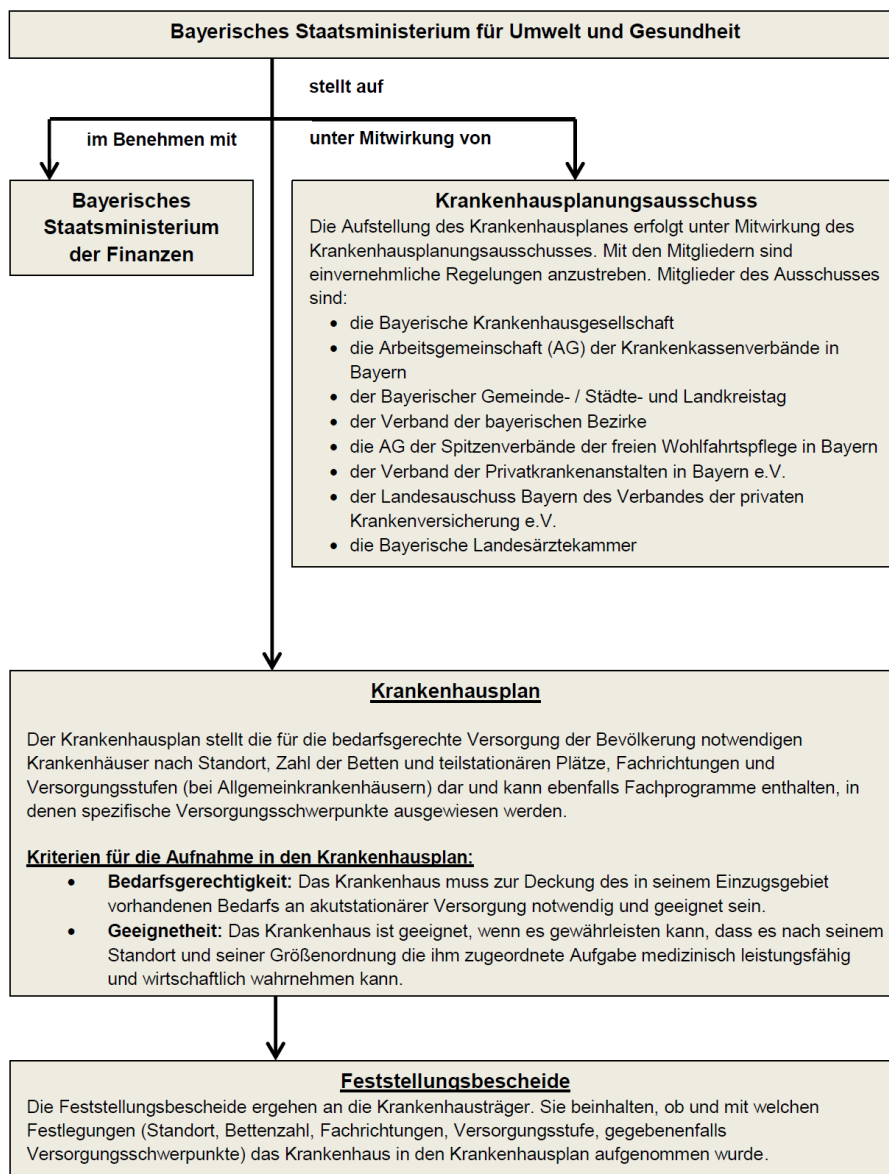 Bayerisches Staatsministerium für Umwelt und Gesundheit
stellt auf
im Benehmen mit
unter Mitwirkung von
Bayerisches
Staatsministerium
der Finanzen
Krankenhausplanungsausschuss
Die Aufstellung des Krankenhausplanes erfolgt unter Mitwirkung des
Krankenhausplanungsausschusses. Mit den Mitgliedern sind
einvernehmliche Regelungen anzustreben. Mitglieder des Ausschusses
sind:
• die Bayerische Krankenhausgesellschaft
• die Arbeitsgemeinschaft (AG) der Krankenkassenverbände in
Bayern
• der Bayerischer Gemeinde- / Städte- und Landkreistag
• der Verband der bayerischen Bezirke
• die AG der Spitzenverbände der freien Wohlfahrtspflege in Bayern
• der Verband der Privatkrankenanstalten in Bayern e.V.
• der Landesauschuss Bayern des Verbandes der privaten
Krankenversicherung e.V.
• die Bayerische Landesärztekammer
Krankenhausplan
Der Krankenhausplan stellt die für die bedarfsgerechte Versorgung der Bevölkerung notwendigen
Krankenhäuser nach Standort, Zahl der Betten und teilstationären Plätze, Fachrichtungen und
Versorgungsstufen (bei Allgemeinkrankenhäusern) dar und kann ebenfalls Fachprogramme enthalten, in
denen spezifische Versorgungsschwerpunkte ausgewiesen werden.
Kriterien für die Aufnahme in den Krankenhausplan:
• Bedarfsgerechtigkeit: Das Krankenhaus muss zur Deckung des in seinem Einzugsgebiet
vorhandenen Bedarfs an akutstationärer Versorgung notwendig und geeignet sein.
• Geeignetheit: Das Krankenhaus ist geeignet, wenn es gewährleisten kann, dass es nach seinem
Standort und seiner Größenordnung die ihm zugeordnete Aufgabe medizinisch leistungsfähig
und wirtschaftlich wahrnehmen kann.
Feststellungsbescheide
Die Feststellungsbescheide ergehen an die Krankenhausträger. Sie beinhalten, ob und mit welchen
Festlegungen (Standort, Bettenzahl, Fachrichtungen, Versorgungsstufe, gegebenenfalls
Versorgungsschwerpunkte) das Krankenhaus in den Krankenhausplan aufgenommen wurde.